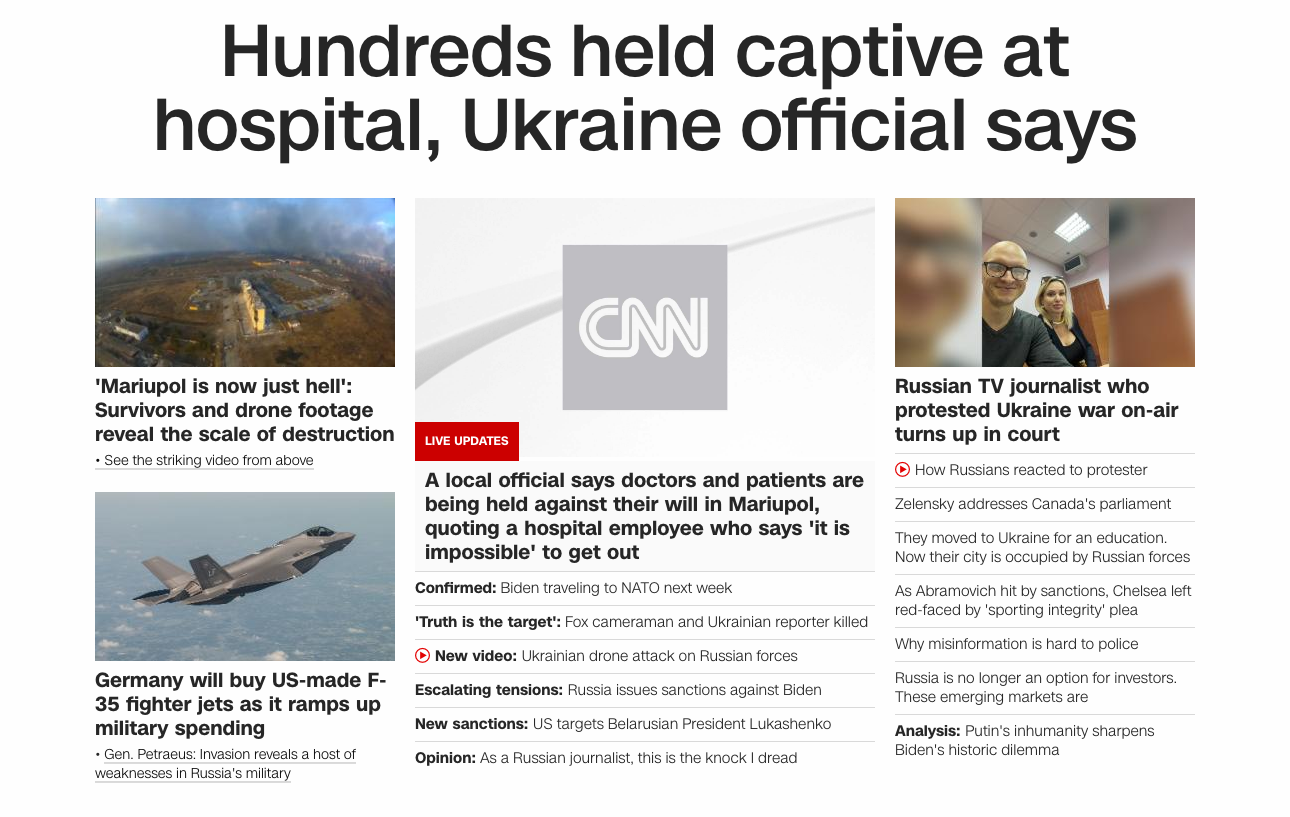 Hundreds held captive at
hospital, Ukraine official says
'Mariupol is now just hell':
Survivors and drone footage
reveal the scale of destruction
• See the striking video from above
Germany will buy US-made F-
35 fighter jets as it ramps up
military spending
• Gen. Petraeus: Invasion reveals a host of
weaknesses in Russia's military
CNN
LIVE UPDATES
A local official says doctors and patients are
being held against their will in Mariupol,
quoting a hospital employee who says 'it is
impossible' to get out
Confirmed: Biden traveling to NATO next week
'Truth is the target': Fox cameraman and Ukrainian reporter killed
New video: Ukrainian drone attack on Russian forces
Escalating tensions: Russia issues sanctions against Biden
New sanctions: US targets Belarusian President Lukashenko
Opinion: As a Russian journalist, this is the knock I dread
Russian TV journalist who
protested Ukraine war on-air
turns up in court
How Russians reacted to protester
Zelensky addresses Canada's parliament
They moved to Ukraine for an education.
Now their city is occupied by Russian forces
As Abramovich hit by sanctions, Chelsea left
red-faced by 'sporting integrity' plea
Why misinformation is hard to police
Russia is no longer an option for investors.
These emerging markets are
Analysis: Putin's inhumanity sharpens
Biden's historic dilemma